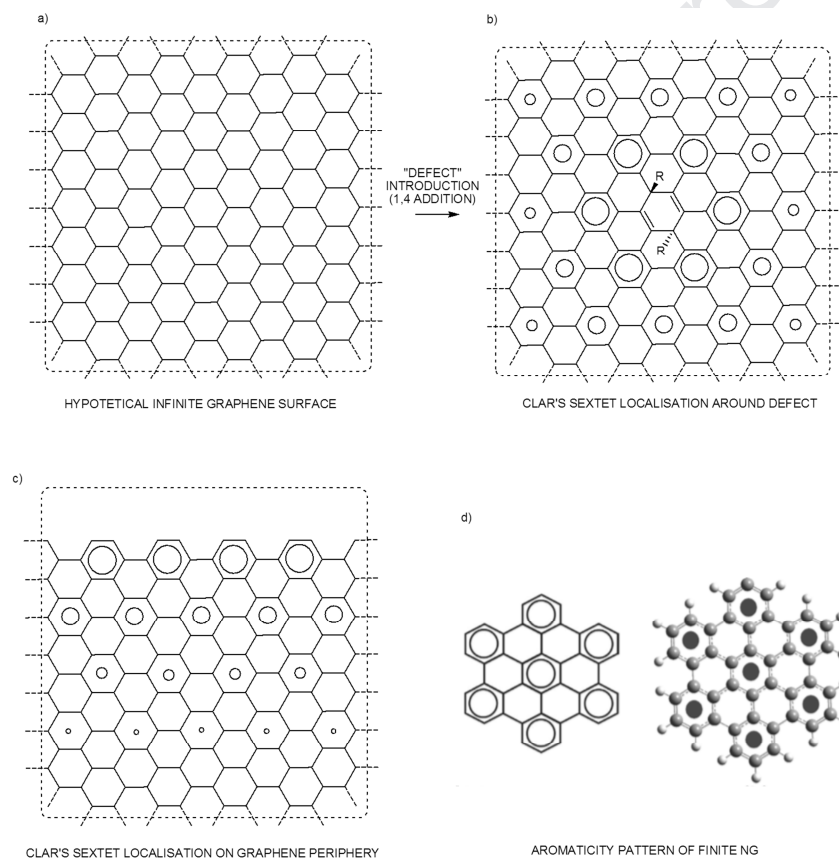 a)
b)
"DEFECT"
INTRODUCTION
(1,4 ADDITION)
R
R
HYPOTETICAL INFINITE GRAPHENE SURFACE
CLAR'S SEXTET LOCALISATION AROUND DEFECT
c)
d)
CLAR'S SEXTET LOCALISATION ON GRAPHENE PERIPHERY
AROMATICITY PATTERN OF FINITE NG